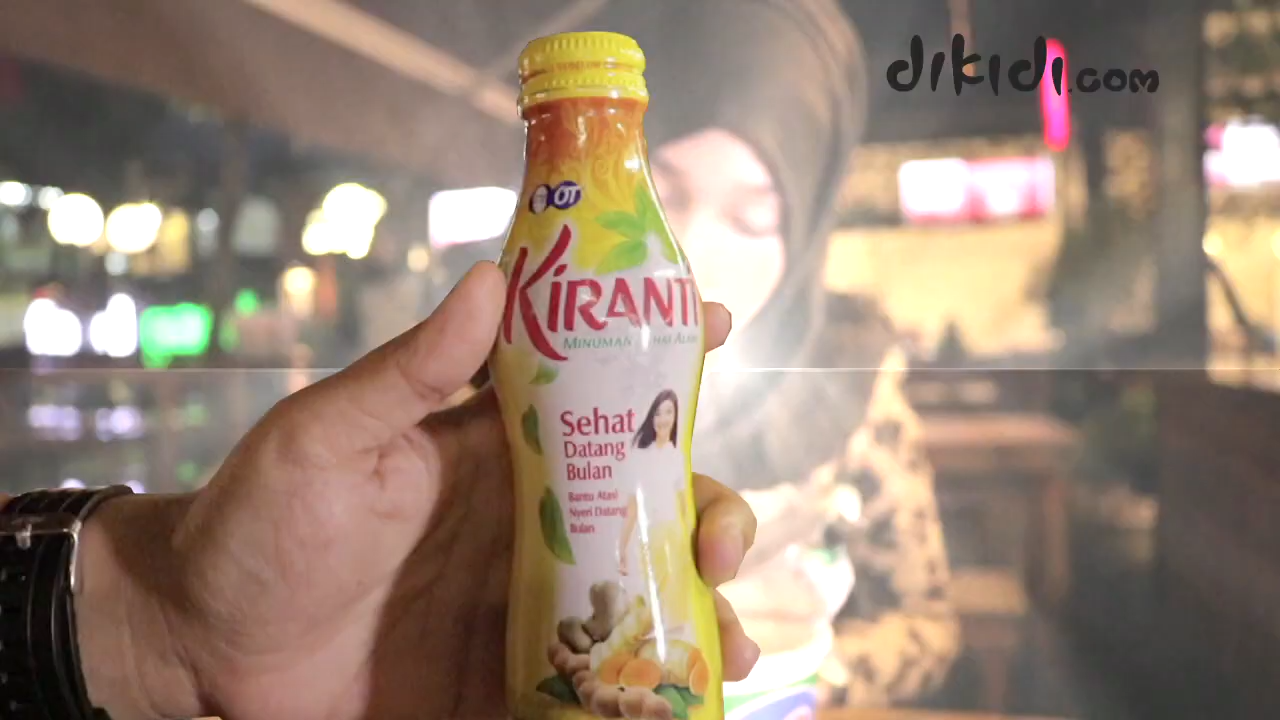 dikidi.com
OT
KIRANTI
MINUMAN
Sehat
Datang
Bulan
Bantu Atasi
Nyeri Datang
Bulan